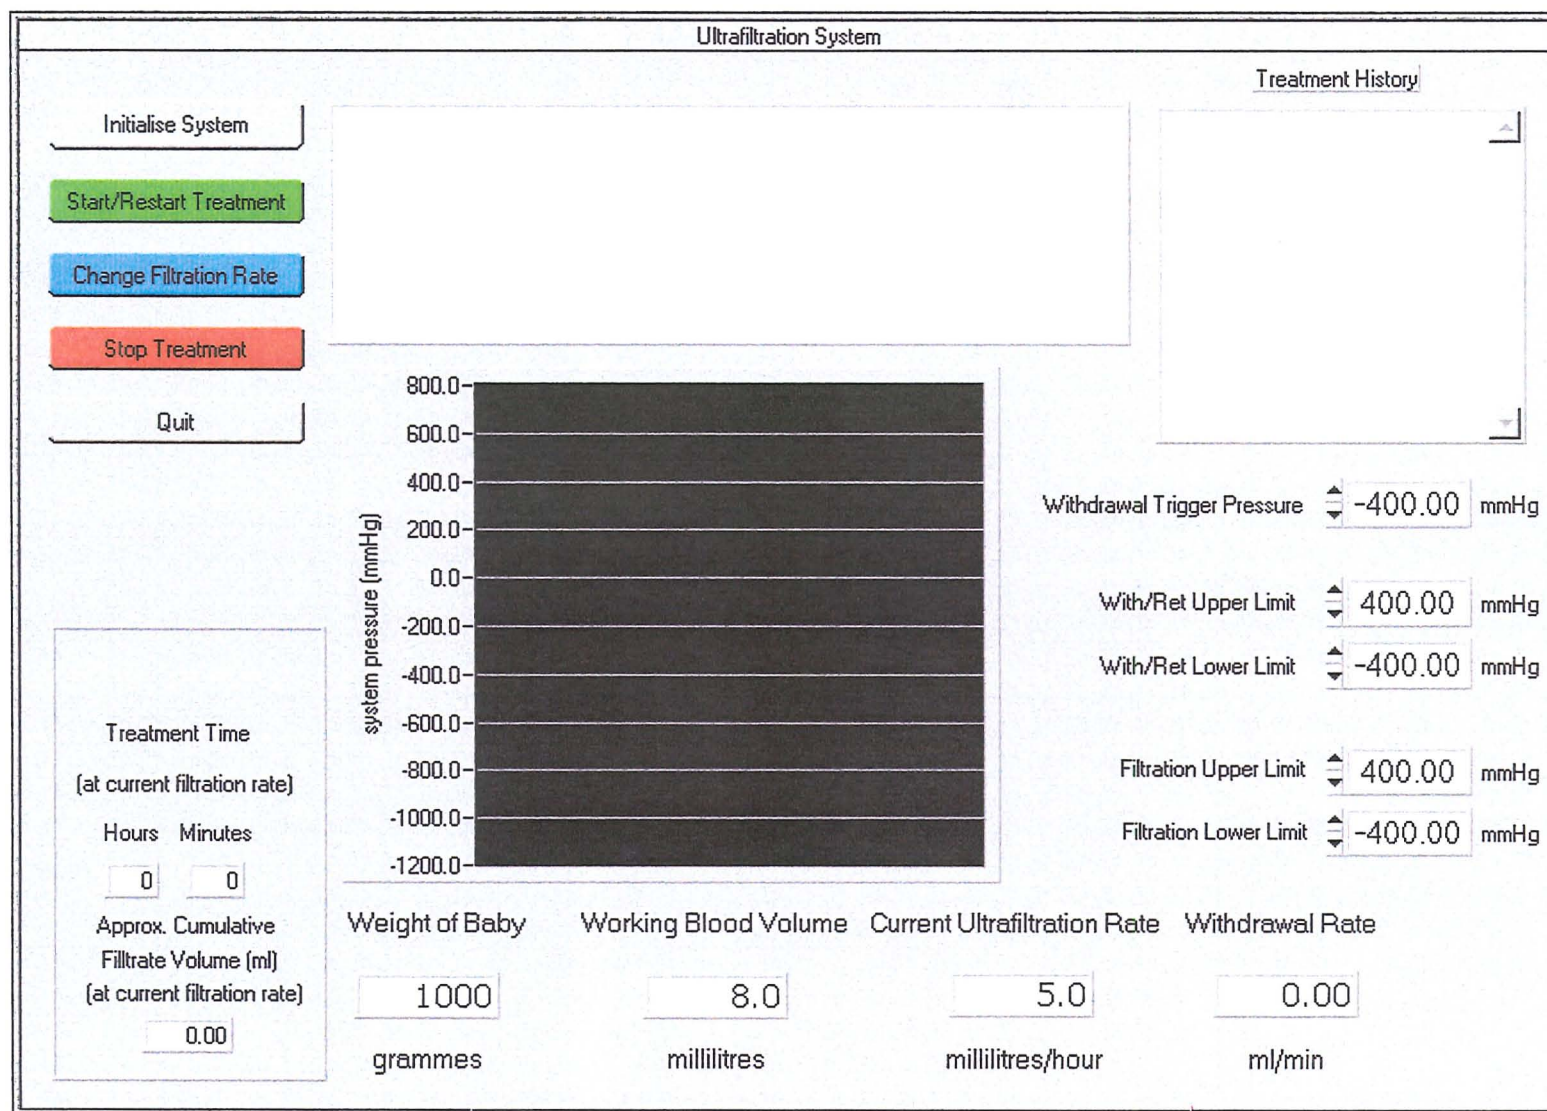 Ultrafiltration System
Initialise System
Start/Restart Treatment
Change Filtration Rate
Stop Treatment
Quit
Treatment History
800.0
600.0
400.0
200.0
0.0
-200.0
-400.0
-600.0
-800.0
-1000.0
-1200.0
system pressure (mmHg)
Withdrawal Trigger Pressure -400.00 mmHg
With/Ret Upper Limit 400.00 mmHg
With/Ret Lower Limit -400.00 mmHg
Filtration Upper Limit 400.00 mmHg
Filtration Lower Limit -400.00 mmHg
Treatment Time
(at current filtration rate)
Hours Minutes
0 0
Approx. Cumulative
Filltrate Volume (ml)
(at current filtration rate)
0.00
Weight of Baby
1000
grammes
Working Blood Volume
8.0
millilitres
Current Ultrafiltration Rate
5.0
millilitres/hour
Withdrawal Rate
0.00
ml/min